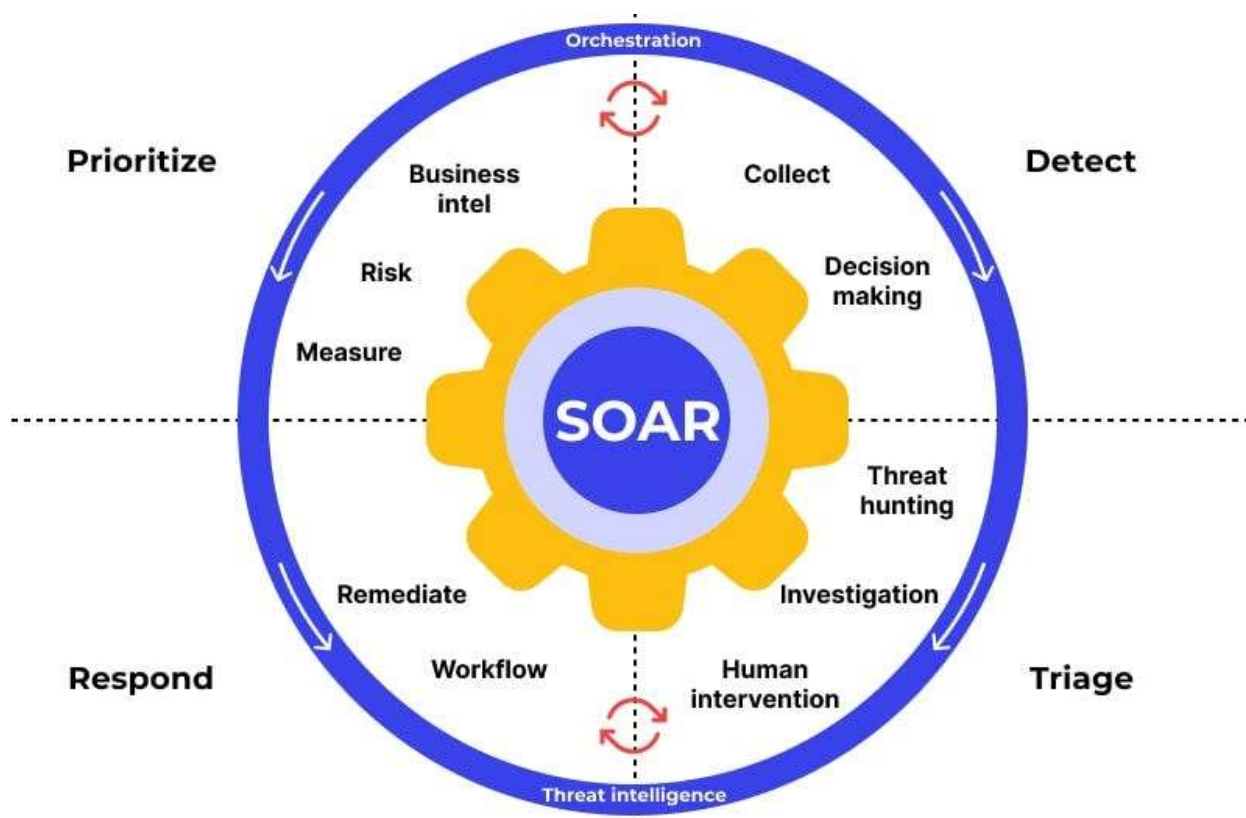 Orchestration
Prioritize
Detect
Business
intel
Collect
Risk
Decision
making
Measure
SOAR
Threat
hunting
Remediate
Investigation
Workflow
Human
intervention
Respond
Triage
Threat intelligence